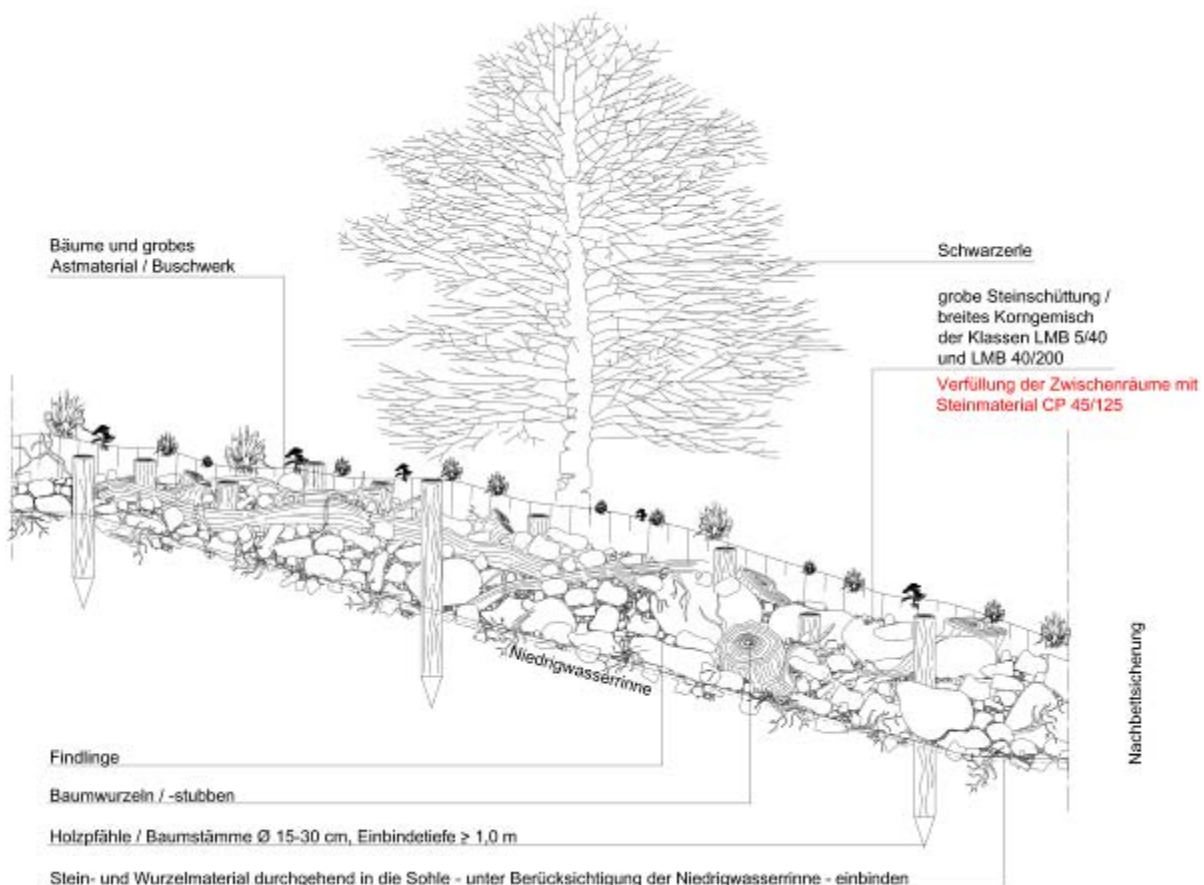 Bäume und grobes
Astmaterial / Buschwerk
Schwarzerle
grobe Steinschüttung /
breites Korngemisch
der Klassen LMB 5/40
und LMB 40/200
Verfüllung der Zwischenräume mit
Steinmaterial CP 45/125
Niedrigwasserrinne
Nachbettsicherung
Findlinge
Baumwurzeln / -stubben
Holzpfähle / Baumstämme Ø 15-30 cm, Einbindetiefe ≥ 1,0 m
Stein- und Wurzelmaterial durchgehend in die Sohle - unter Berücksichtigung der Niedrigwasserrinne - einbinden